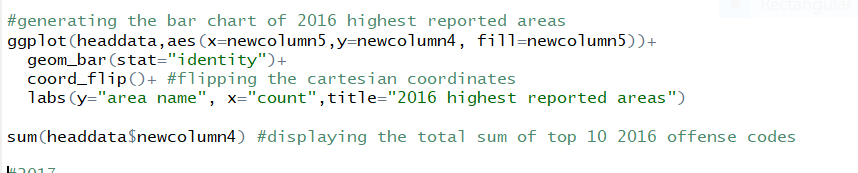 Rectangular
#generating the bar chart of 2016 highest reported areas
ggplot(headdata,aes(x=newcolumn5,y=newcolumn4, fill=newcolumn5))+
  geom_bar(stat="identity")+
  coord_flip()+ #flipping the cartesian coordinates
  labs(y="area name", x="count",title="2016 highest reported areas")
sum(headdata$newcolumn4) #displaying the total sum of top 10 2016 offense codes
#2017